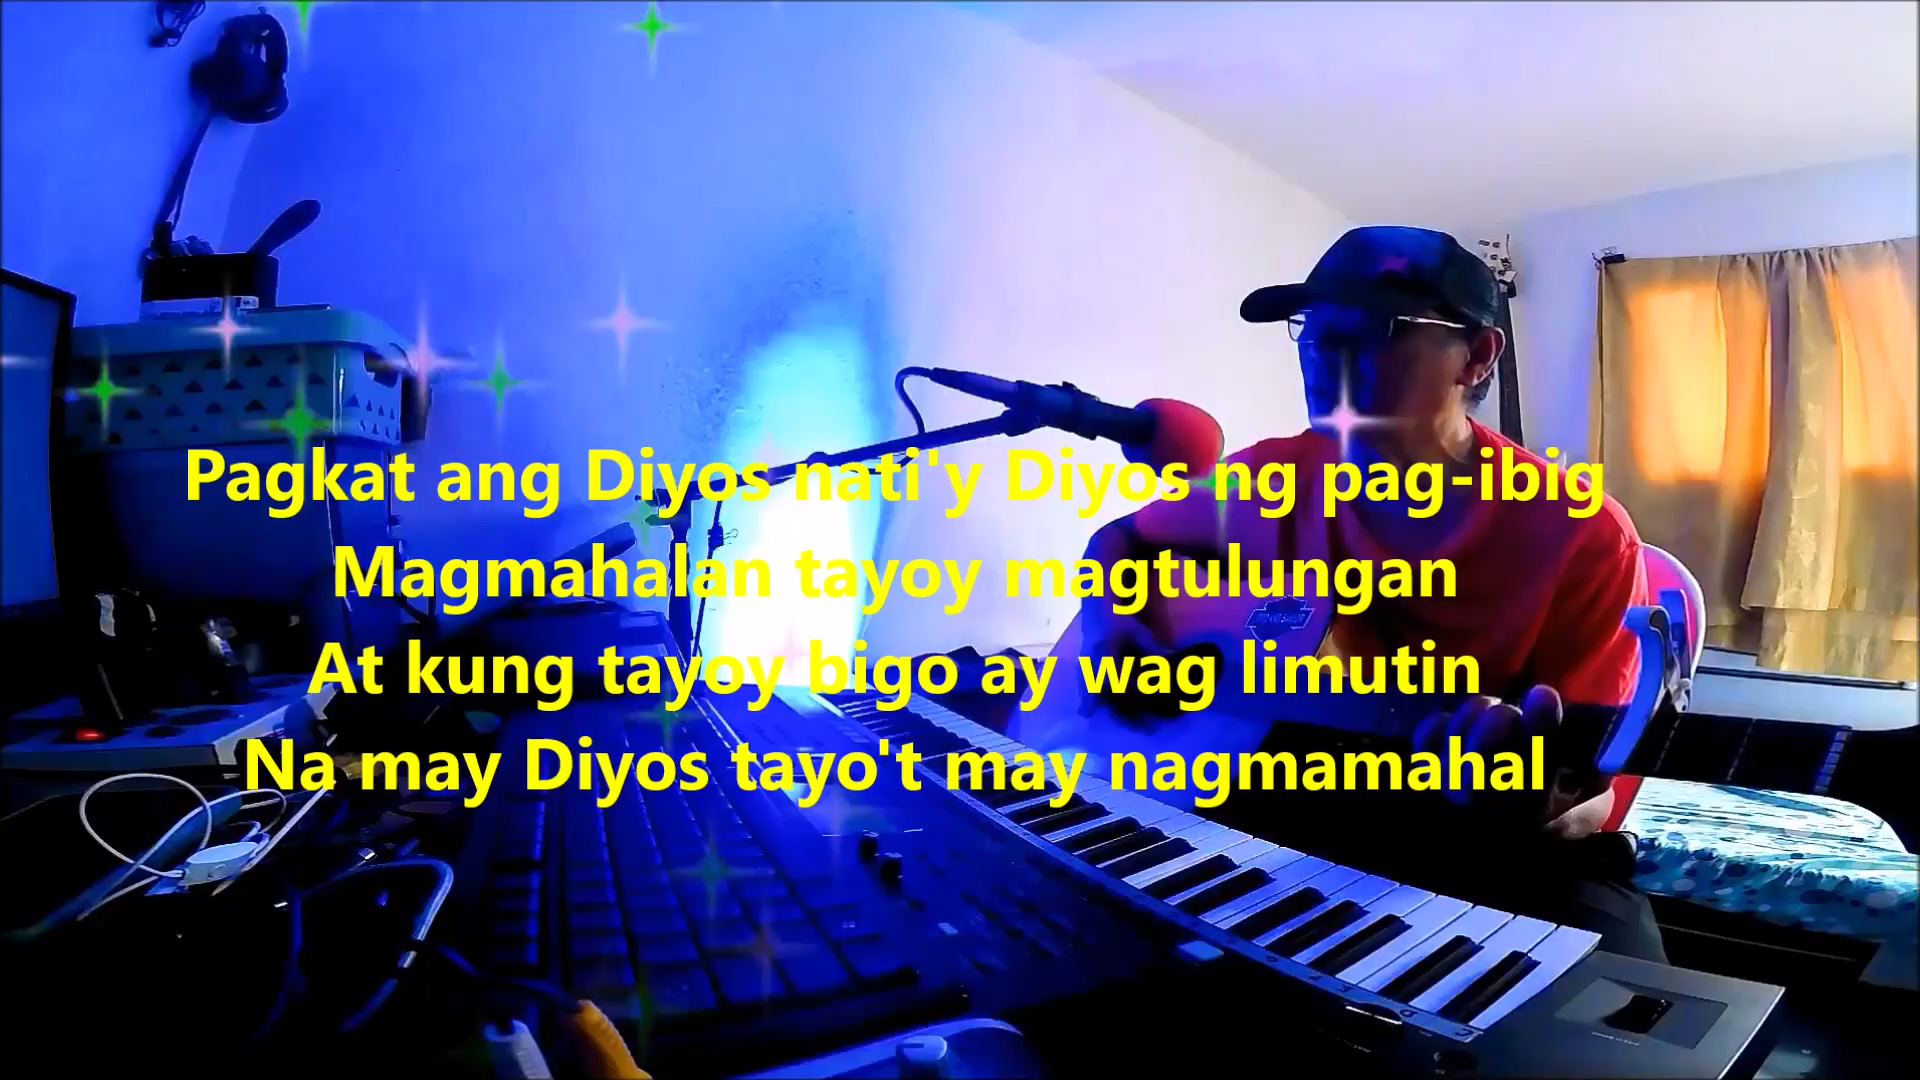 Pagkat ang Diyos nati'y Diyos ng pag-ibig
Magmahalan tayoy magtulungan
At kung tayoy bigo ay wag limutin
Na may Diyos tayo't may nagmamahal